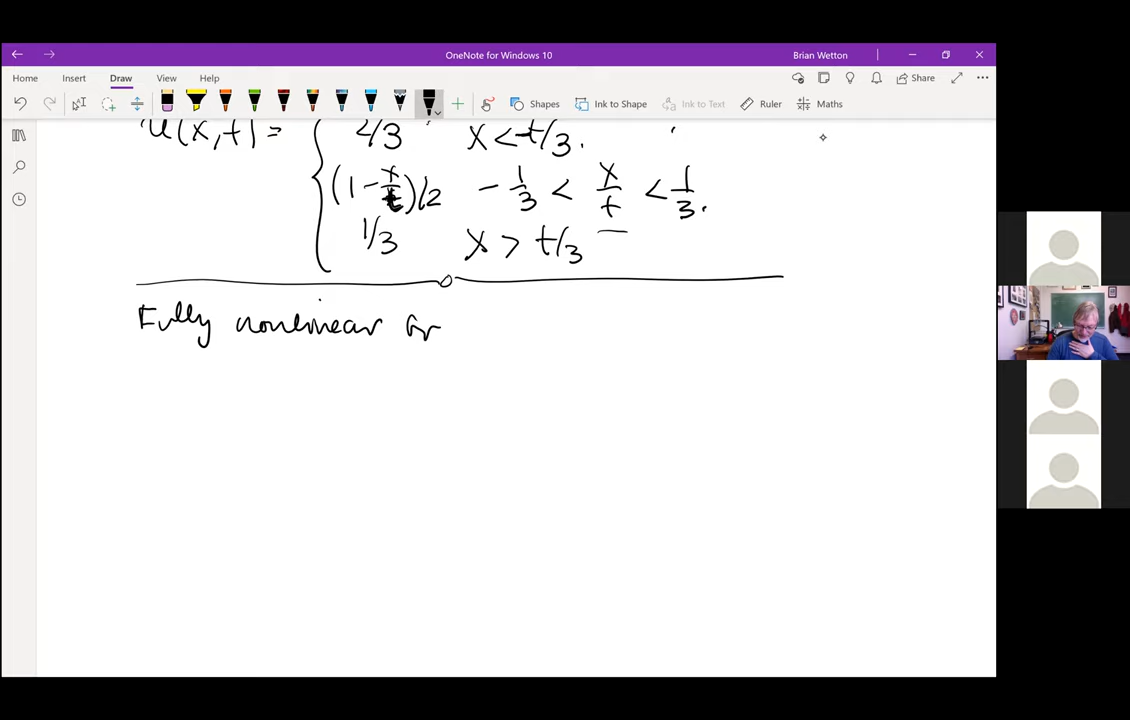 OneNote for Windows 10
Brian Wetton
Home Insert Draw View Help
Share
Shapes Ink to Shape Ink to Text Ruler Maths
u(x,t) = { 2/3 x < -t/3.
(1 - x/t)/2 - 1/3 < x/t < 1/3.
1/3 x > t/3
Fully nonlinear